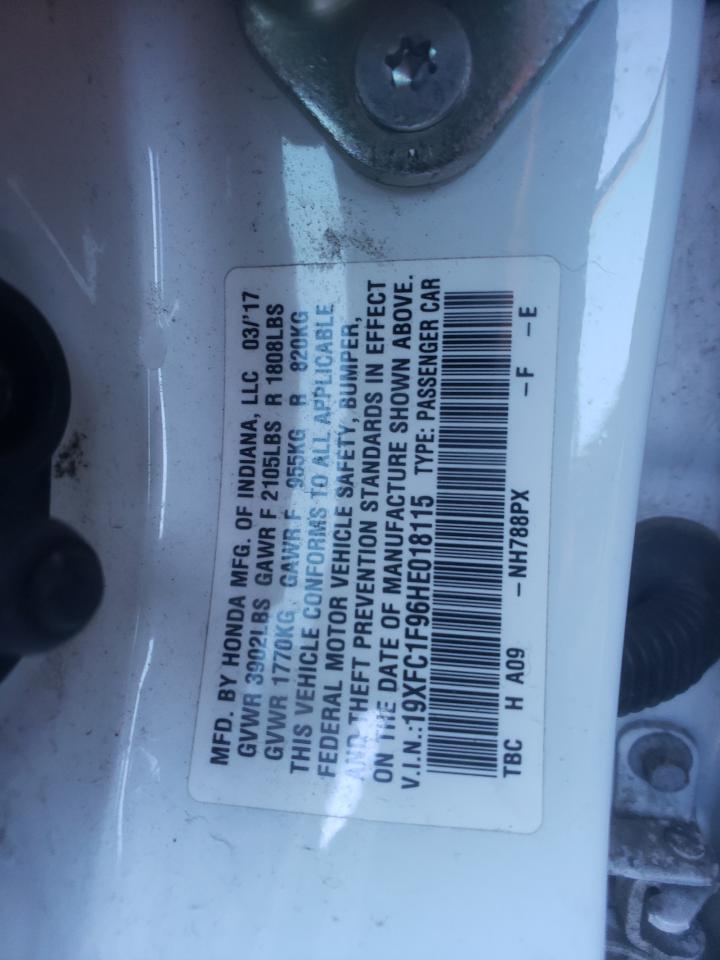 MFD. BY HONDA MFG. OF INDIANA, LLC 03/'17
GVWR 3902LBS GAWR F 2105LBS R 1808LBS
GVWR 1770KG GAWR F 955KG R 820KG
THIS VEHICLE CONFORMS TO ALL APPLICABLE
FEDERAL MOTOR VEHICLE SAFETY, BUMPER,
AND THEFT PREVENTION STANDARDS IN EFFECT
ON THE DATE OF MANUFACTURE SHOWN ABOVE.
V.I.N.:19XFC1F96HE018115 TYPE: PASSENGER CAR
TBC H A09 -NH788PX -F -E